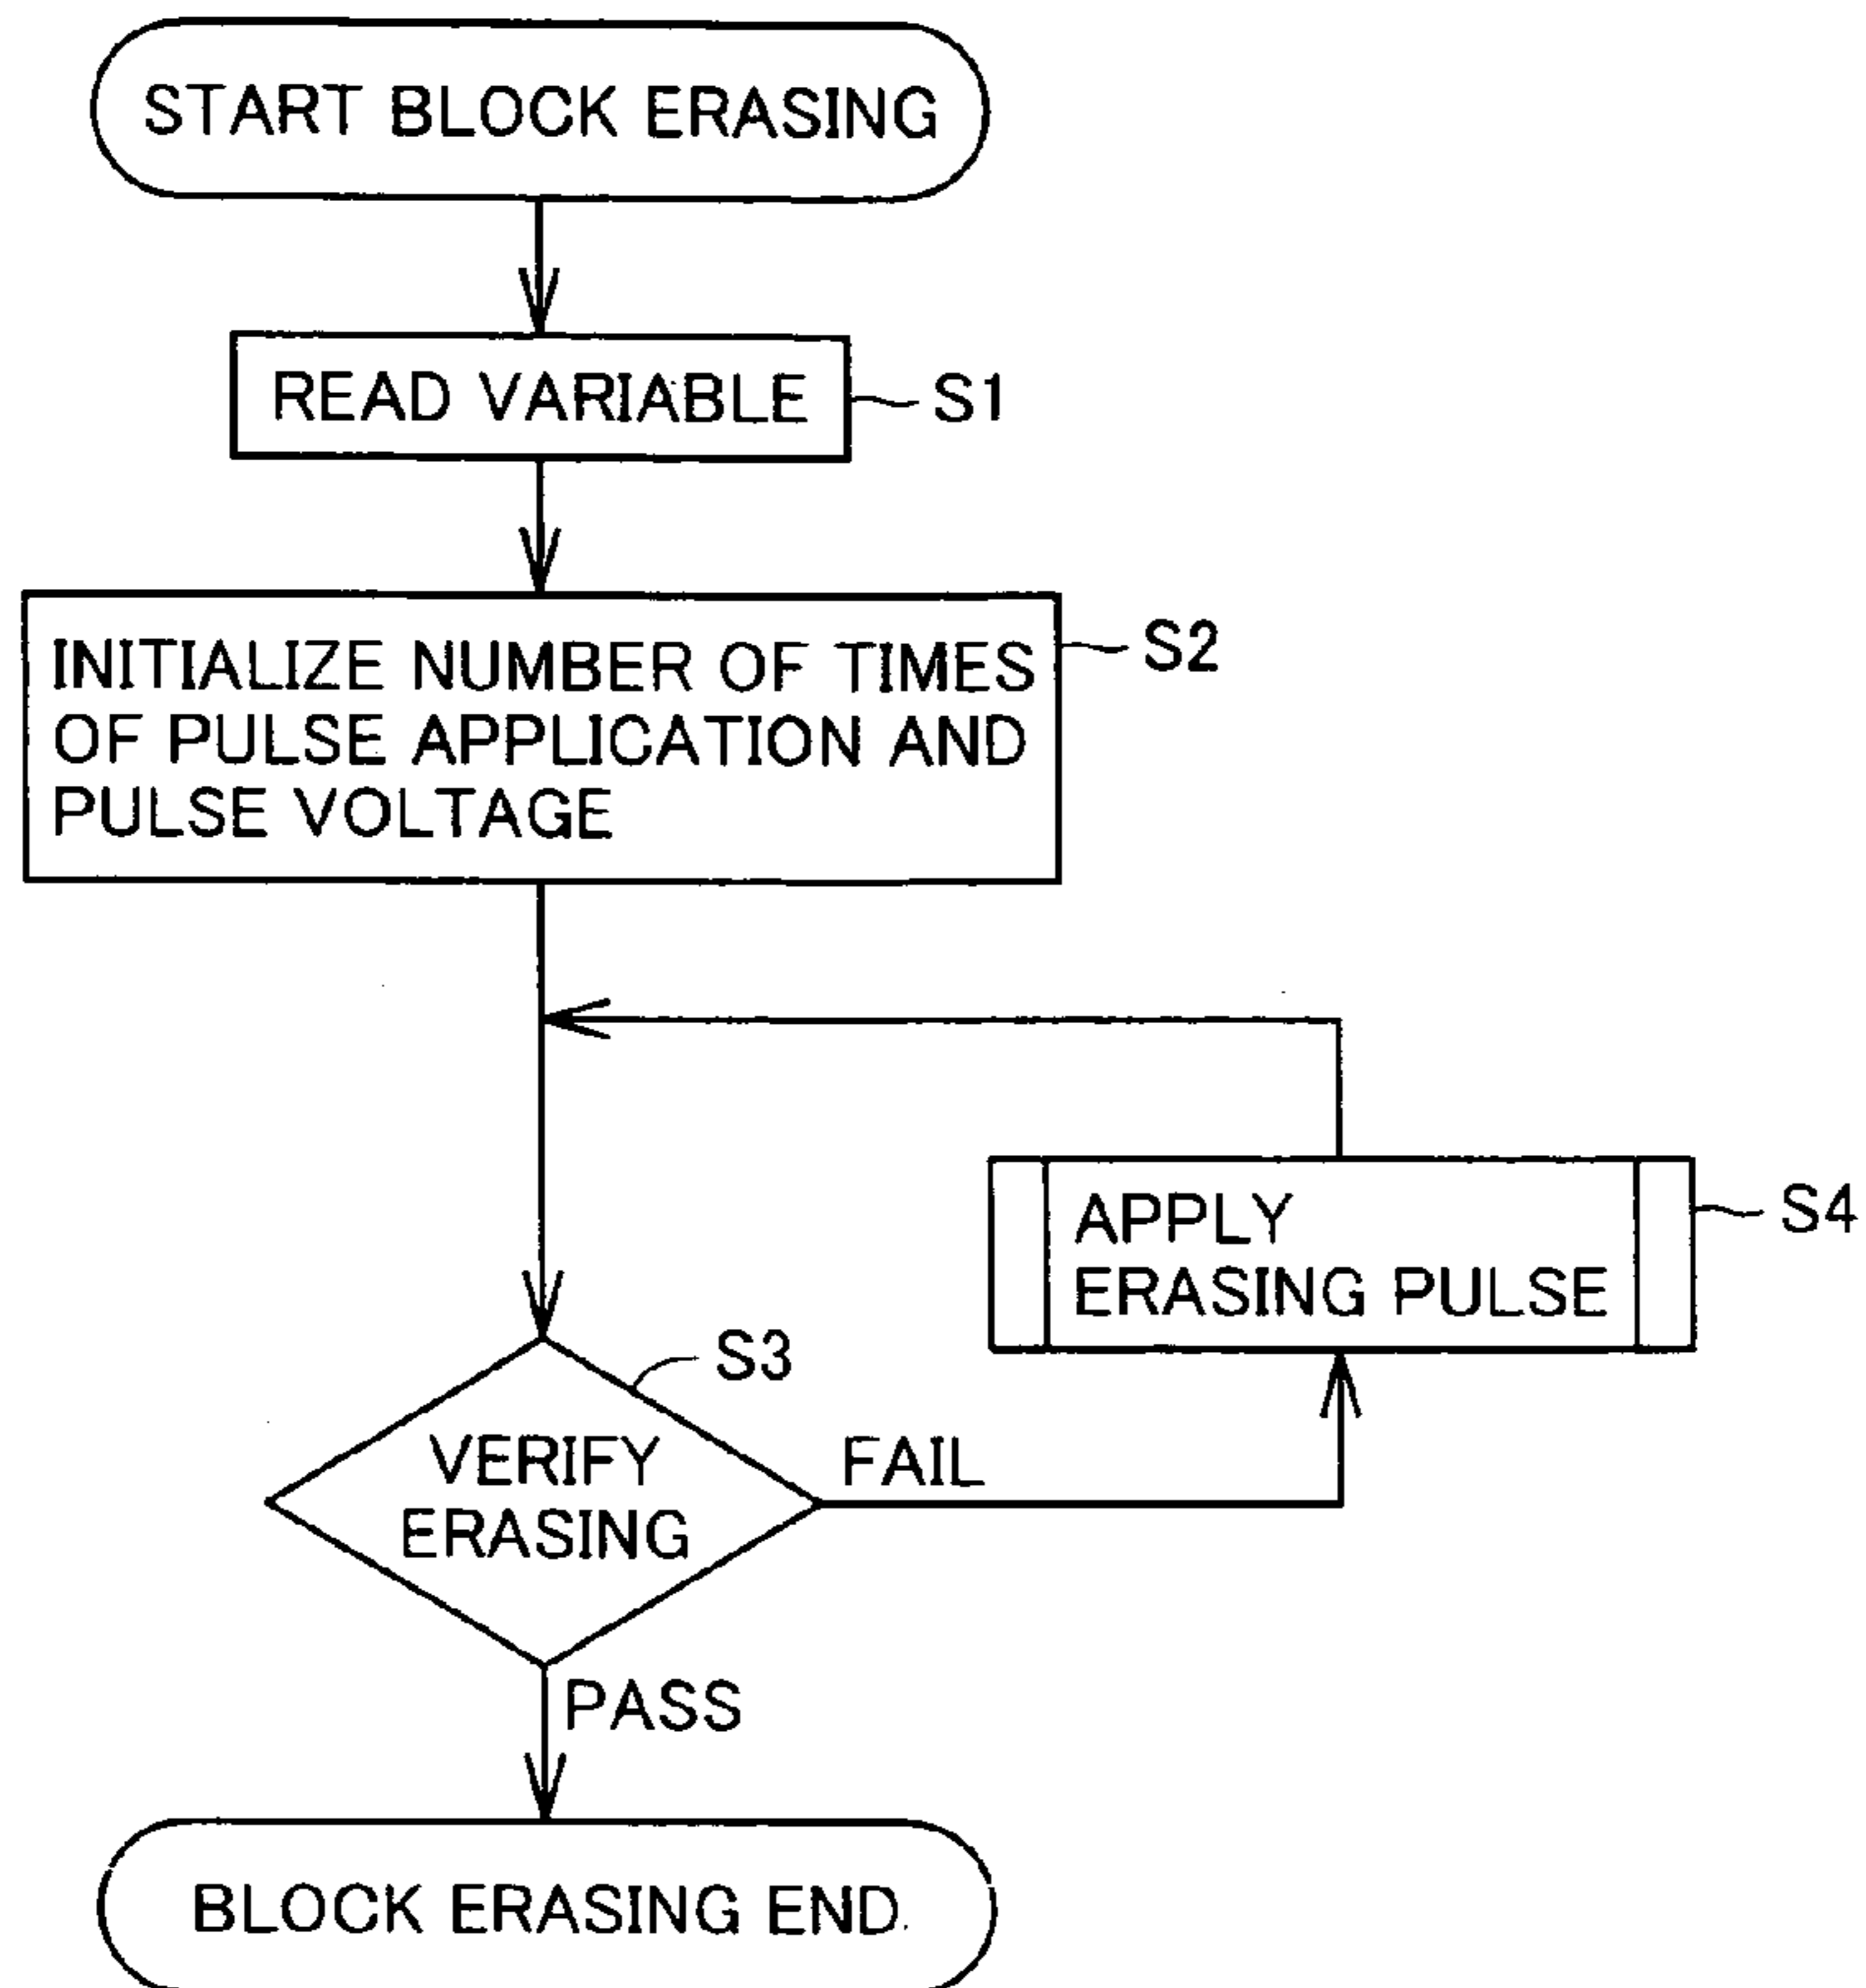 START BLOCK ERASING
READ VARIABLE
S1
INITIALIZE NUMBER OF TIMES
OF PULSE APPLICATION AND
PULSE VOLTAGE
S2
APPLY
ERASING PULSE
S4
S3
VERIFY
ERASING
FAIL
PASS
BLOCK ERASING END